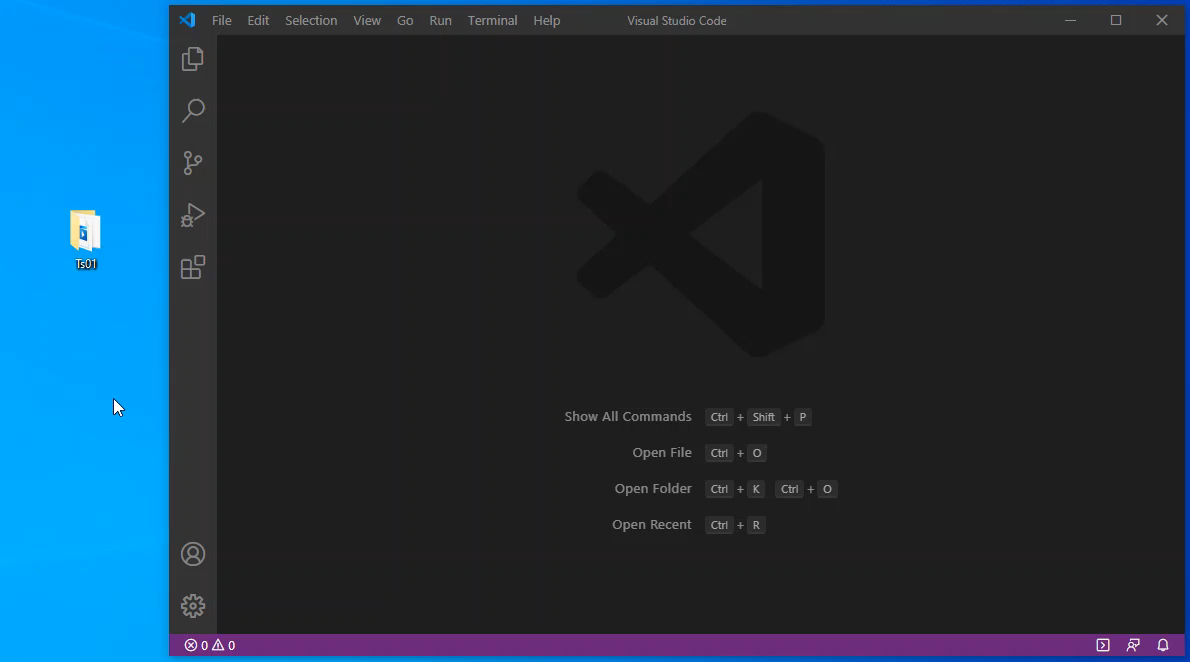 File Edit Selection View Go Run Terminal Help Visual Studio Code
Ts01
Show All Commands Ctrl + Shift + P
Open File Ctrl + O
Open Folder Ctrl + K Ctrl + O
Open Recent Ctrl + R
0 0